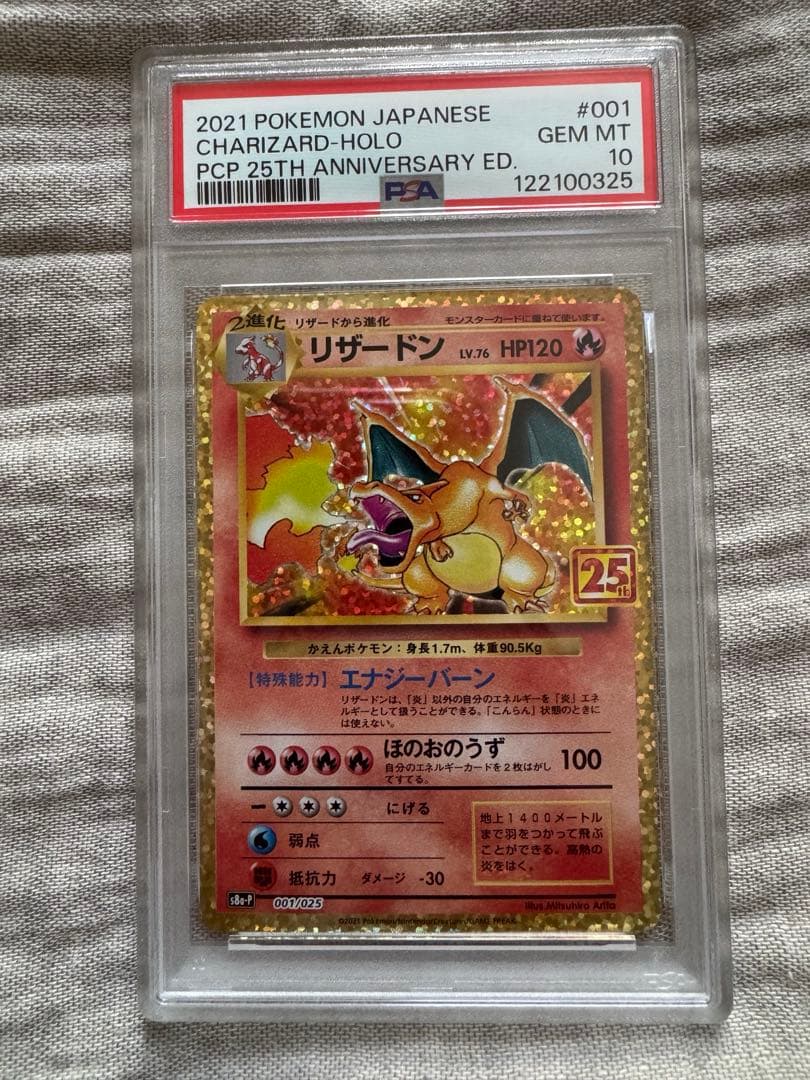 2021 POKEMON JAPANESE #001
CHARIZARD-HOLO GEM MT
PCP 25TH ANNIVERSARY ED. 10
PSA 122100325
2進化 リザードから進化 モンスターカードに重ねて使います。
リザードン LV.76 HP120
25th
かえんポケモン：身長1.7m、体重90.5Kg
【特殊能力】エナジーバーン
リザードンは、「炎」以外の自分のエネルギーを「炎」エネ
ルギーとして扱うことができる。「こんらん」状態のときに
は使えない。
ほのおのうず 100
自分のエネルギーカードを2枚はがし
てすてる。
にげる
弱点
抵抗力 ダメージ -30
地上1400メートル
まで羽をつかって飛ぶ
ことができる。高熱の
炎をはく。
s8a-P 001/025
Illus.Mitsuhiro Arita
©2021 Pokémon/Nintendo/Creatures/GAME FREAK.